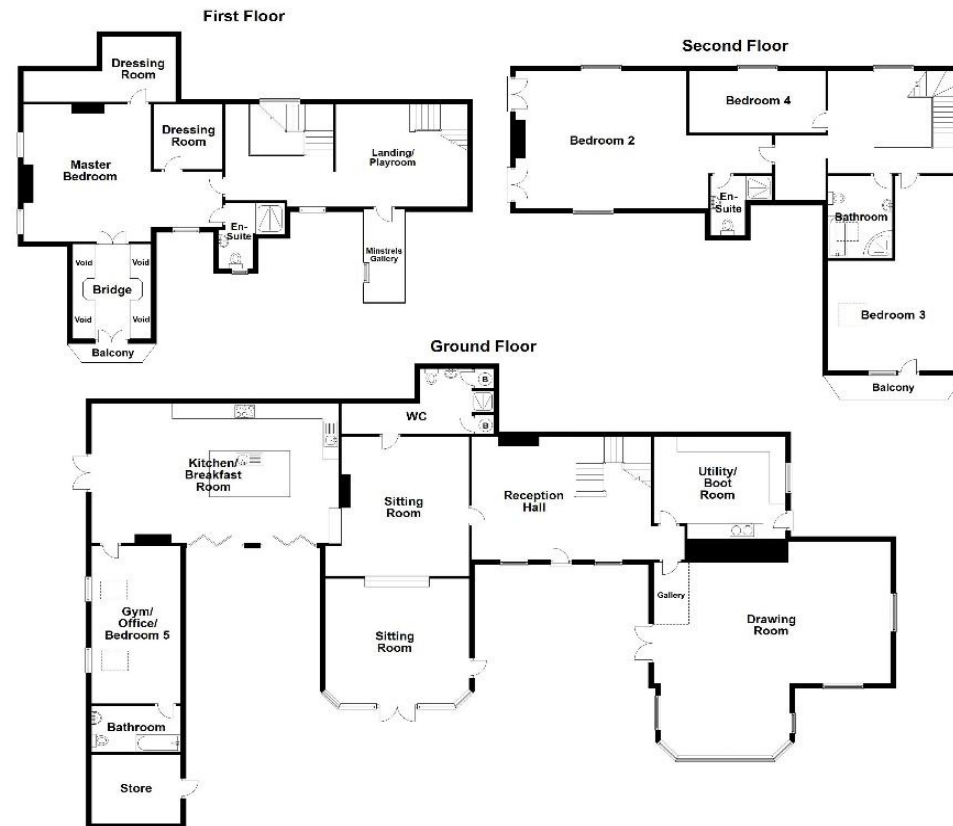 First Floor
Dressing
Room
Dressing
Room
Master
Bedroom
Landing/
Playroom
En-
Suite
Minstrels
Gallery
Void
Void
Bridge
Void
Void
Balcony
Second Floor
Bedroom 4
Bedroom 2
En-
Suite
Bathroom
Bedroom 3
Balcony
Ground Floor
B
WC
B
Kitchen/
Breakfast
Room
Sitting
Room
Reception
Hall
Utility/
Boot
Room
Gallery
Drawing
Room
Gym/
Office/
Bedroom 5
Sitting
Room
Bathroom
Store